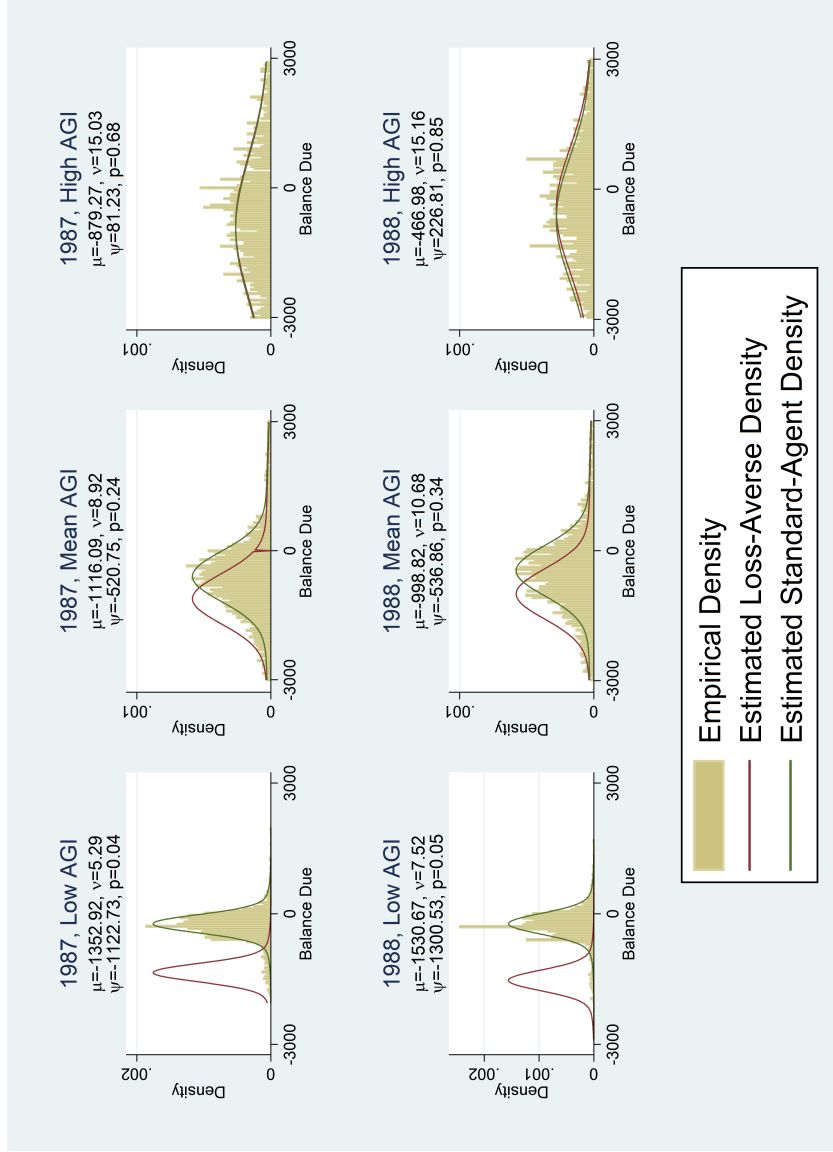 1987, Low AGI
μ=-1352.92, ν=5.29
ψ=-1122.73, p=0.04
Density
.002
0
-3000
0
3000
Balance Due
1987, Mean AGI
μ=-1116.09, ν=8.92
ψ=-520.75, p=0.24
Density
.001
0
-3000
0
3000
Balance Due
1987, High AGI
μ=-879.27, ν=15.03
ψ=81.23, p=0.68
Density
.001
0
-3000
0
3000
Balance Due
1988, Low AGI
μ=-1530.67, ν=7.52
ψ=-1300.53, p=0.05
Density
.002
.001
0
-3000
0
3000
Balance Due
1988, Mean AGI
μ=-998.82, ν=10.68
ψ=-536.86, p=0.34
Density
.001
0
-3000
0
3000
Balance Due
1988, High AGI
μ=-466.98, ν=15.16
ψ=226.81, p=0.85
Density
.001
0
-3000
0
3000
Balance Due
Empirical Density
Estimated Loss-Averse Density
Estimated Standard-Agent Density